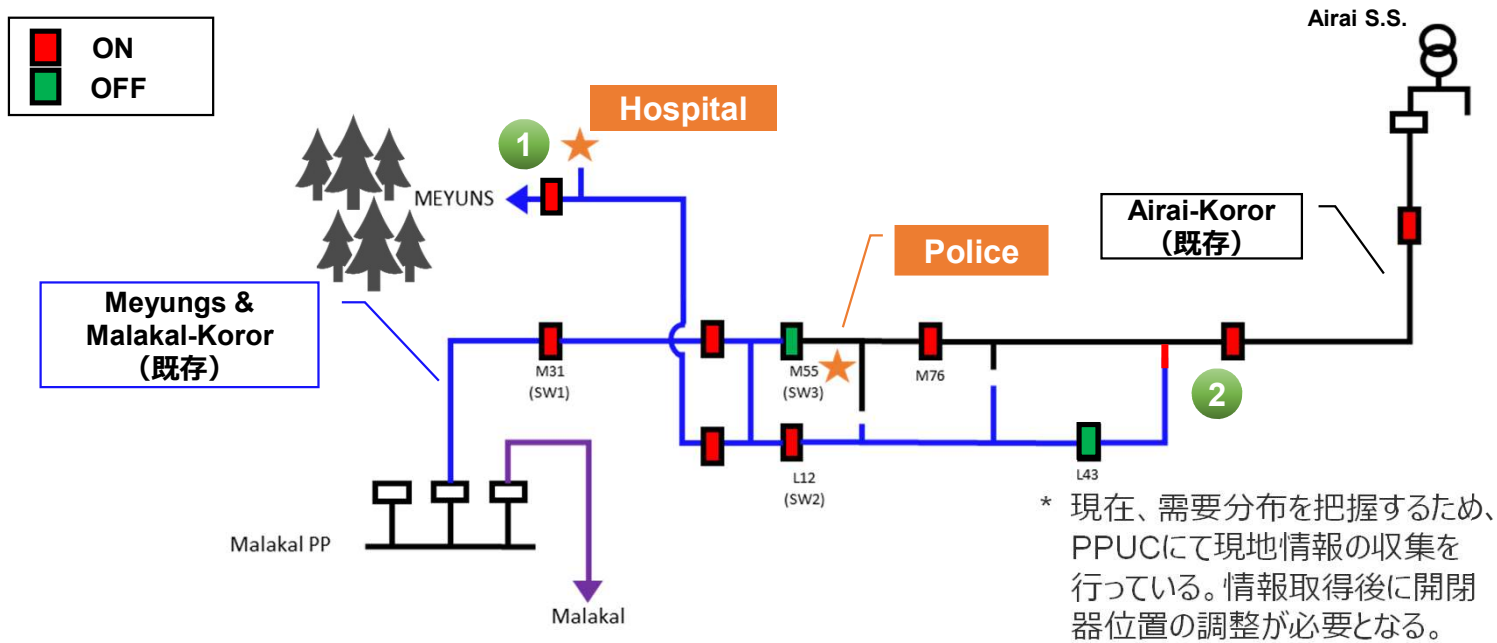 ON
OFF
Airai S.S.
Hospital
1
MEYUNS
Airai-Koror
（既存）
Police
Meyungs &
Malakal-Koror
（既存）
M31
(SW1)
M55
(SW3)
M76
2
L12
(SW2)
L43
Malakal PP
Malakal
* 現在、需要分布を把握するため、
PPUCにて現地情報の収集を
行っている。情報取得後に開閉
器位置の調整が必要となる。